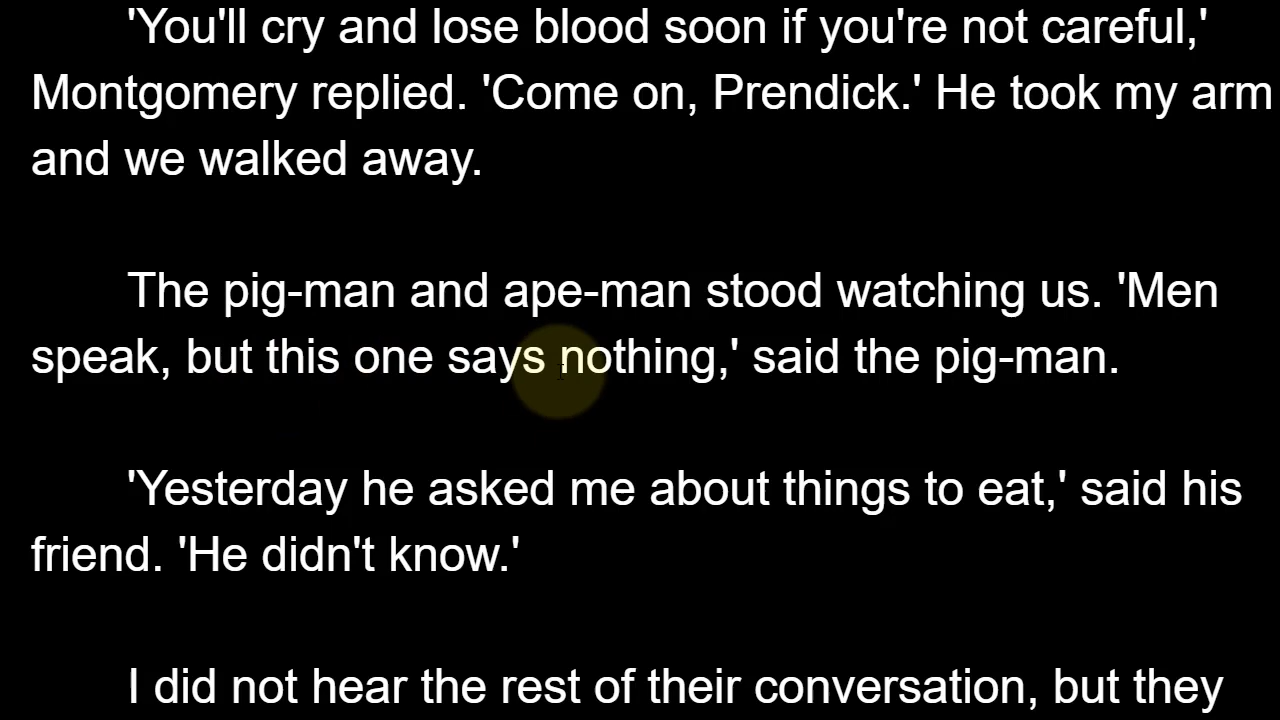 'You'll cry and lose blood soon if you're not careful,'
Montgomery replied. 'Come on, Prendick.' He took my arm
and we walked away.
The pig-man and ape-man stood watching us. 'Men
speak, but this one says nothing,' said the pig-man.
'Yesterday he asked me about things to eat,' said his
friend. 'He didn't know.'
I did not hear the rest of their conversation, but they